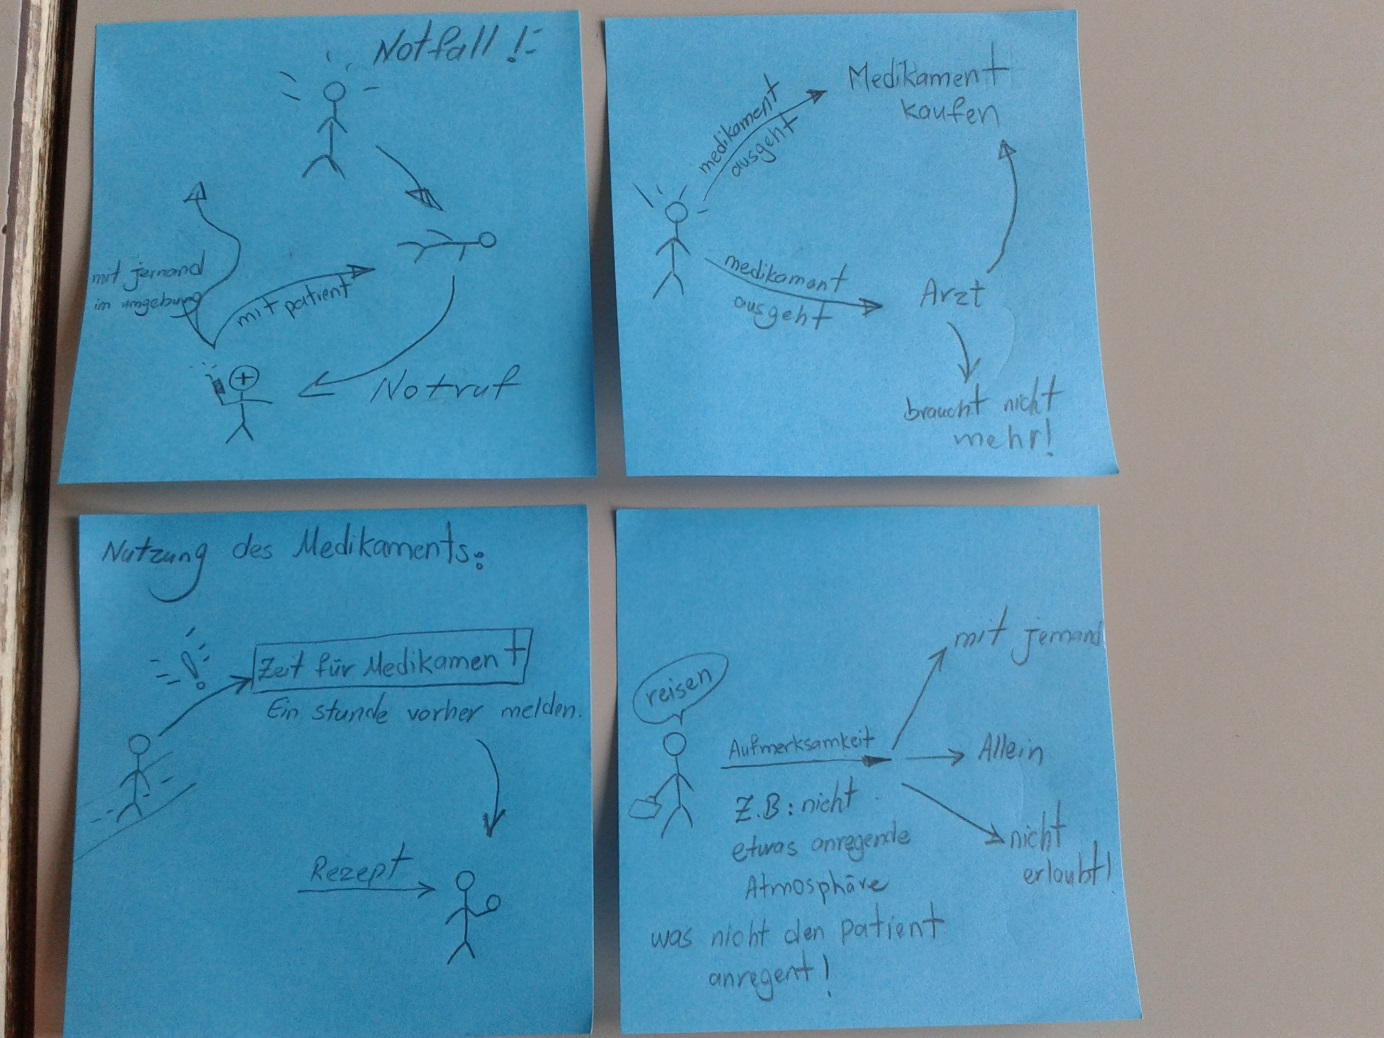 Notfall!
mit jemand
im umgebung
mit patient
Notruf
Medikament
kaufen
medikament
ausgeht
medikamant
ausgeht
Arzt
braucht nicht
mehr!
Nutzung des Medikaments:
!
Zeit für Medikament
Ein stunde vorher melden.
Rezept
mit jemand
reisen
Aufmerksamkeit
Allein
Z.B: nicht
etwas anregende
Atmosphäre
nicht
erlaubt!
was nicht den patient
anregent!